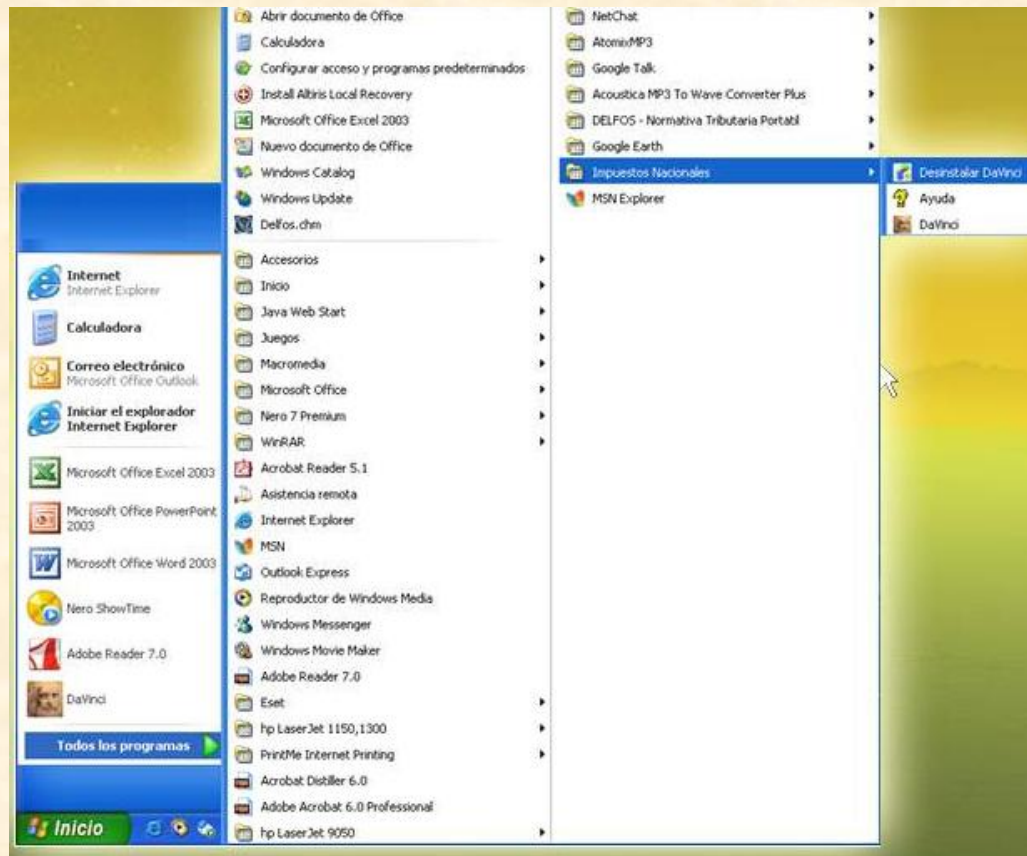 Internet
Internet Explorer
Calculadora
Correo electrónico
Microsoft Office Outlook
Iniciar el explorador
Internet Explorer
Microsoft Office Excel 2003
Microsoft Office PowerPoint
2003
Microsoft Office Word 2003
Nero ShowTime
Adobe Reader 7.0
DaVinci
Todos los programas
Inicio
Abrir documento de Office
Calculadora
Configurar acceso y programas predeterminados
Install Altiris Local Recovery
Microsoft Office Excel 2003
Nuevo documento de Office
Windows Catalog
Windows Update
Delfos.chm
Accesorios
Inicio
Java Web Start
Juegos
Macromedia
Microsoft Office
Nero 7 Premium
WinRAR
Acrobat Reader 5.1
Asistencia remota
Internet Explorer
MSN
Outlook Express
Reproductor de Windows Media
Windows Messenger
Windows Movie Maker
Adobe Reader 7.0
Eset
hp LaserJet 1150,1300
PrintMe Internet Printing
Acrobat Distiller 6.0
Adobe Acrobat 6.0 Professional
hp LaserJet 9050
NetChat
AtomixMP3
Google Talk
Acoustica MP3 To Wave Converter Plus
DELFOS - Normativa Tributaria Portatil
Google Earth
Impuestos Nacionales
MSN Explorer
Desinstalar DaVinci
Ayuda
DaVinci